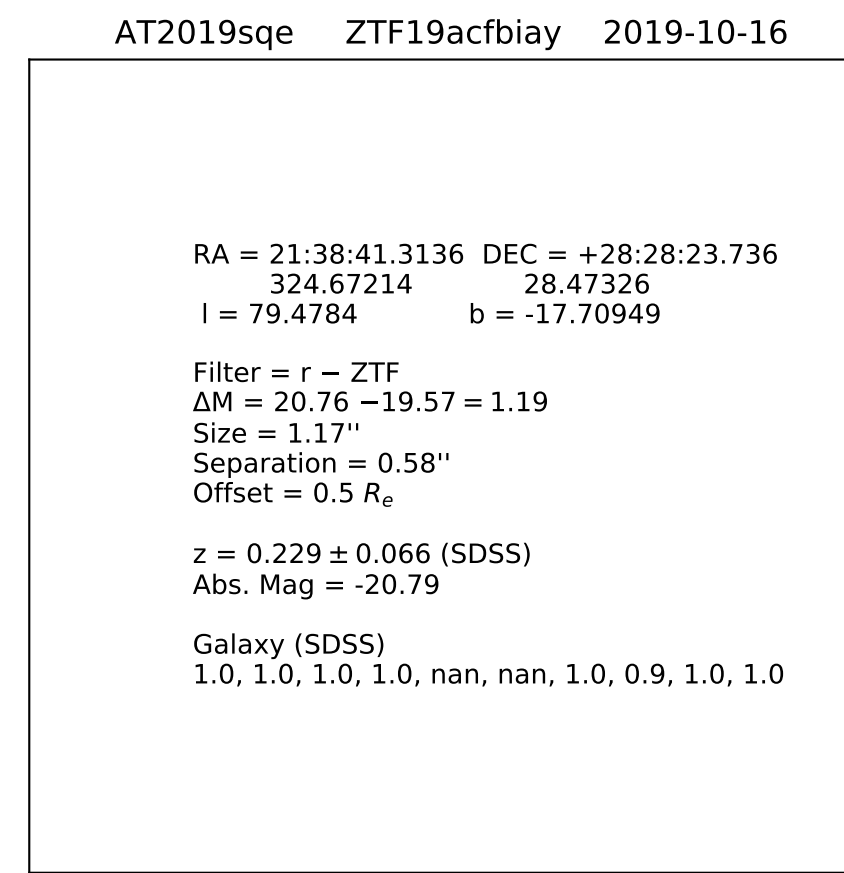 AT2019sqe ZTF19acfbiay 2019-10-16
RA = 21:38:41.3136 DEC = +28:28:23.736
324.67214 28.47326
l = 79.4784 b = -17.70949
Filter = r − ZTF
ΔM = 20.76 −19.57 = 1.19
Size = 1.17''
Separation = 0.58''
Offset = 0.5 Re
z = 0.229 ± 0.066 (SDSS)
Abs. Mag = -20.79
Galaxy (SDSS)
1.0, 1.0, 1.0, 1.0, nan, nan, 1.0, 0.9, 1.0, 1.0